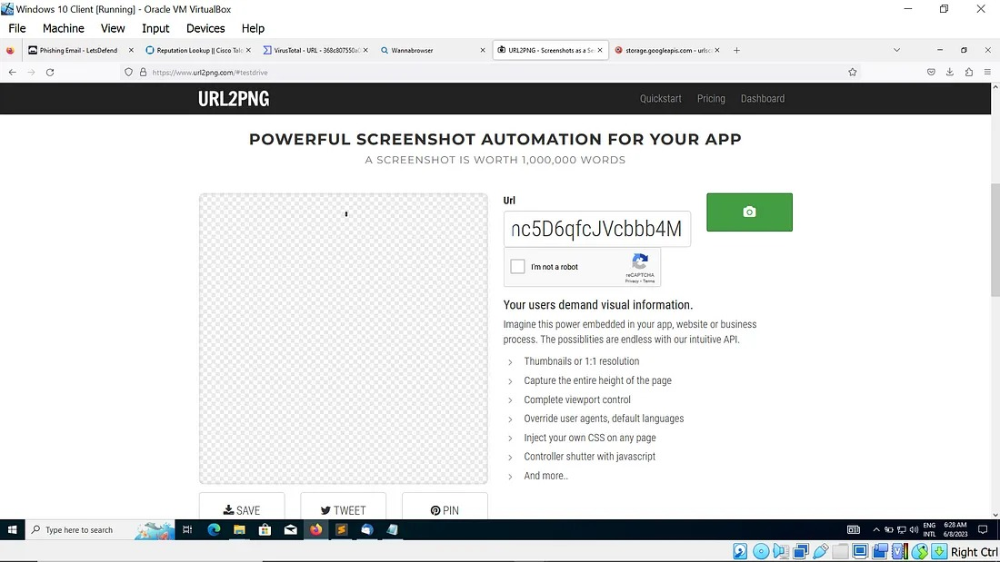 Windows 10 Client [Running] - Oracle VM VirtualBox
File Machine View Input Devices Help
Phishing Email - LetsDefend
Reputation Lookup || Cisco Tal
VirusTotal - URL - 368c807550a
Wannabrowser
URL2PNG - Screenshots as a Se
storage.googleapis.com - urlsc
https://www.url2png.com/#testdrive
URL2PNG
Quickstart Pricing Dashboard
POWERFUL SCREENSHOT AUTOMATION FOR YOUR APP
A SCREENSHOT IS WORTH 1,000,000 WORDS
Url
nc5D6qfcJVcbbb4M
I'm not a robot
reCAPTCHA
Privacy - Terms
Your users demand visual information.
Imagine this power embedded in your app, website or business
process. The possiblities are endless with our intuitive API.
Thumbnails or 1:1 resolution
Capture the entire height of the page
Complete viewport control
Override user agents, default languages
Inject your own CSS on any page
Controller shutter with javascript
And more..
SAVE TWEET PIN
Type here to search
ENG
INTL
6:28 AM
6/8/2023
Right Ctrl